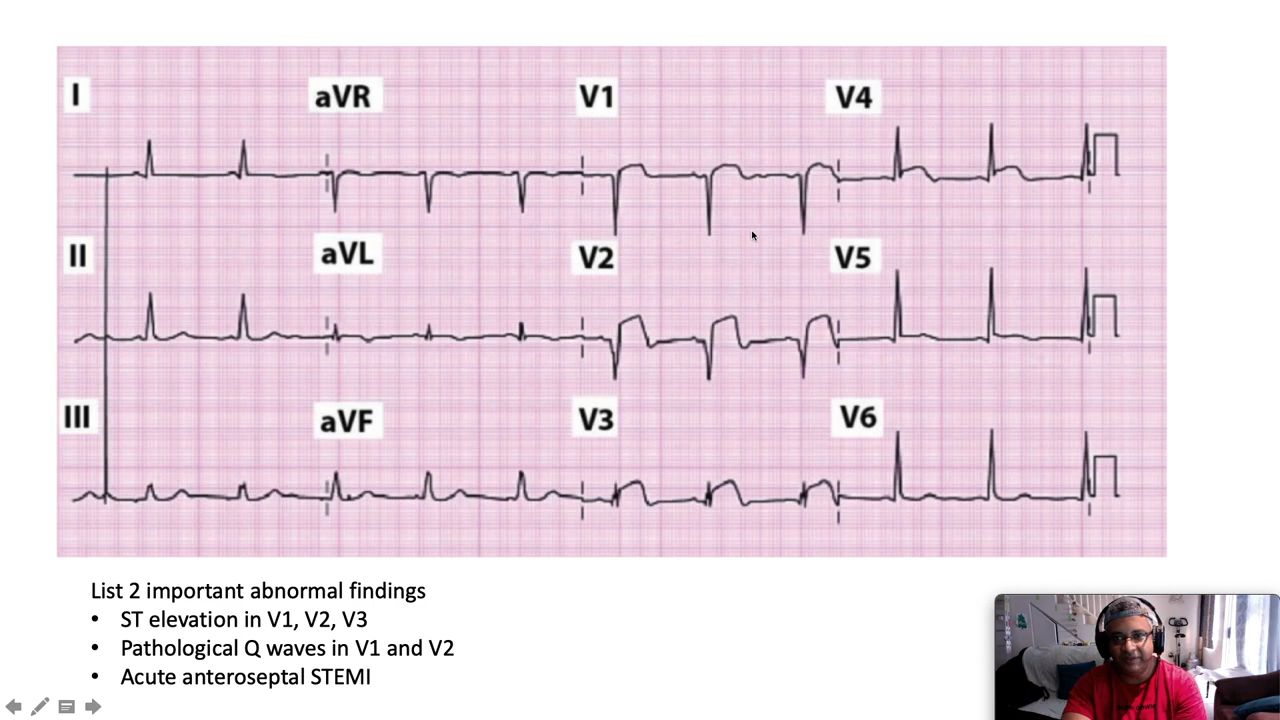 I aVR V1 V4
II aVL V2 V5
III aVF V3 V6
List 2 important abnormal findings
• ST elevation in V1, V2, V3
• Pathological Q waves in V1 and V2
• Acute anteroseptal STEMI